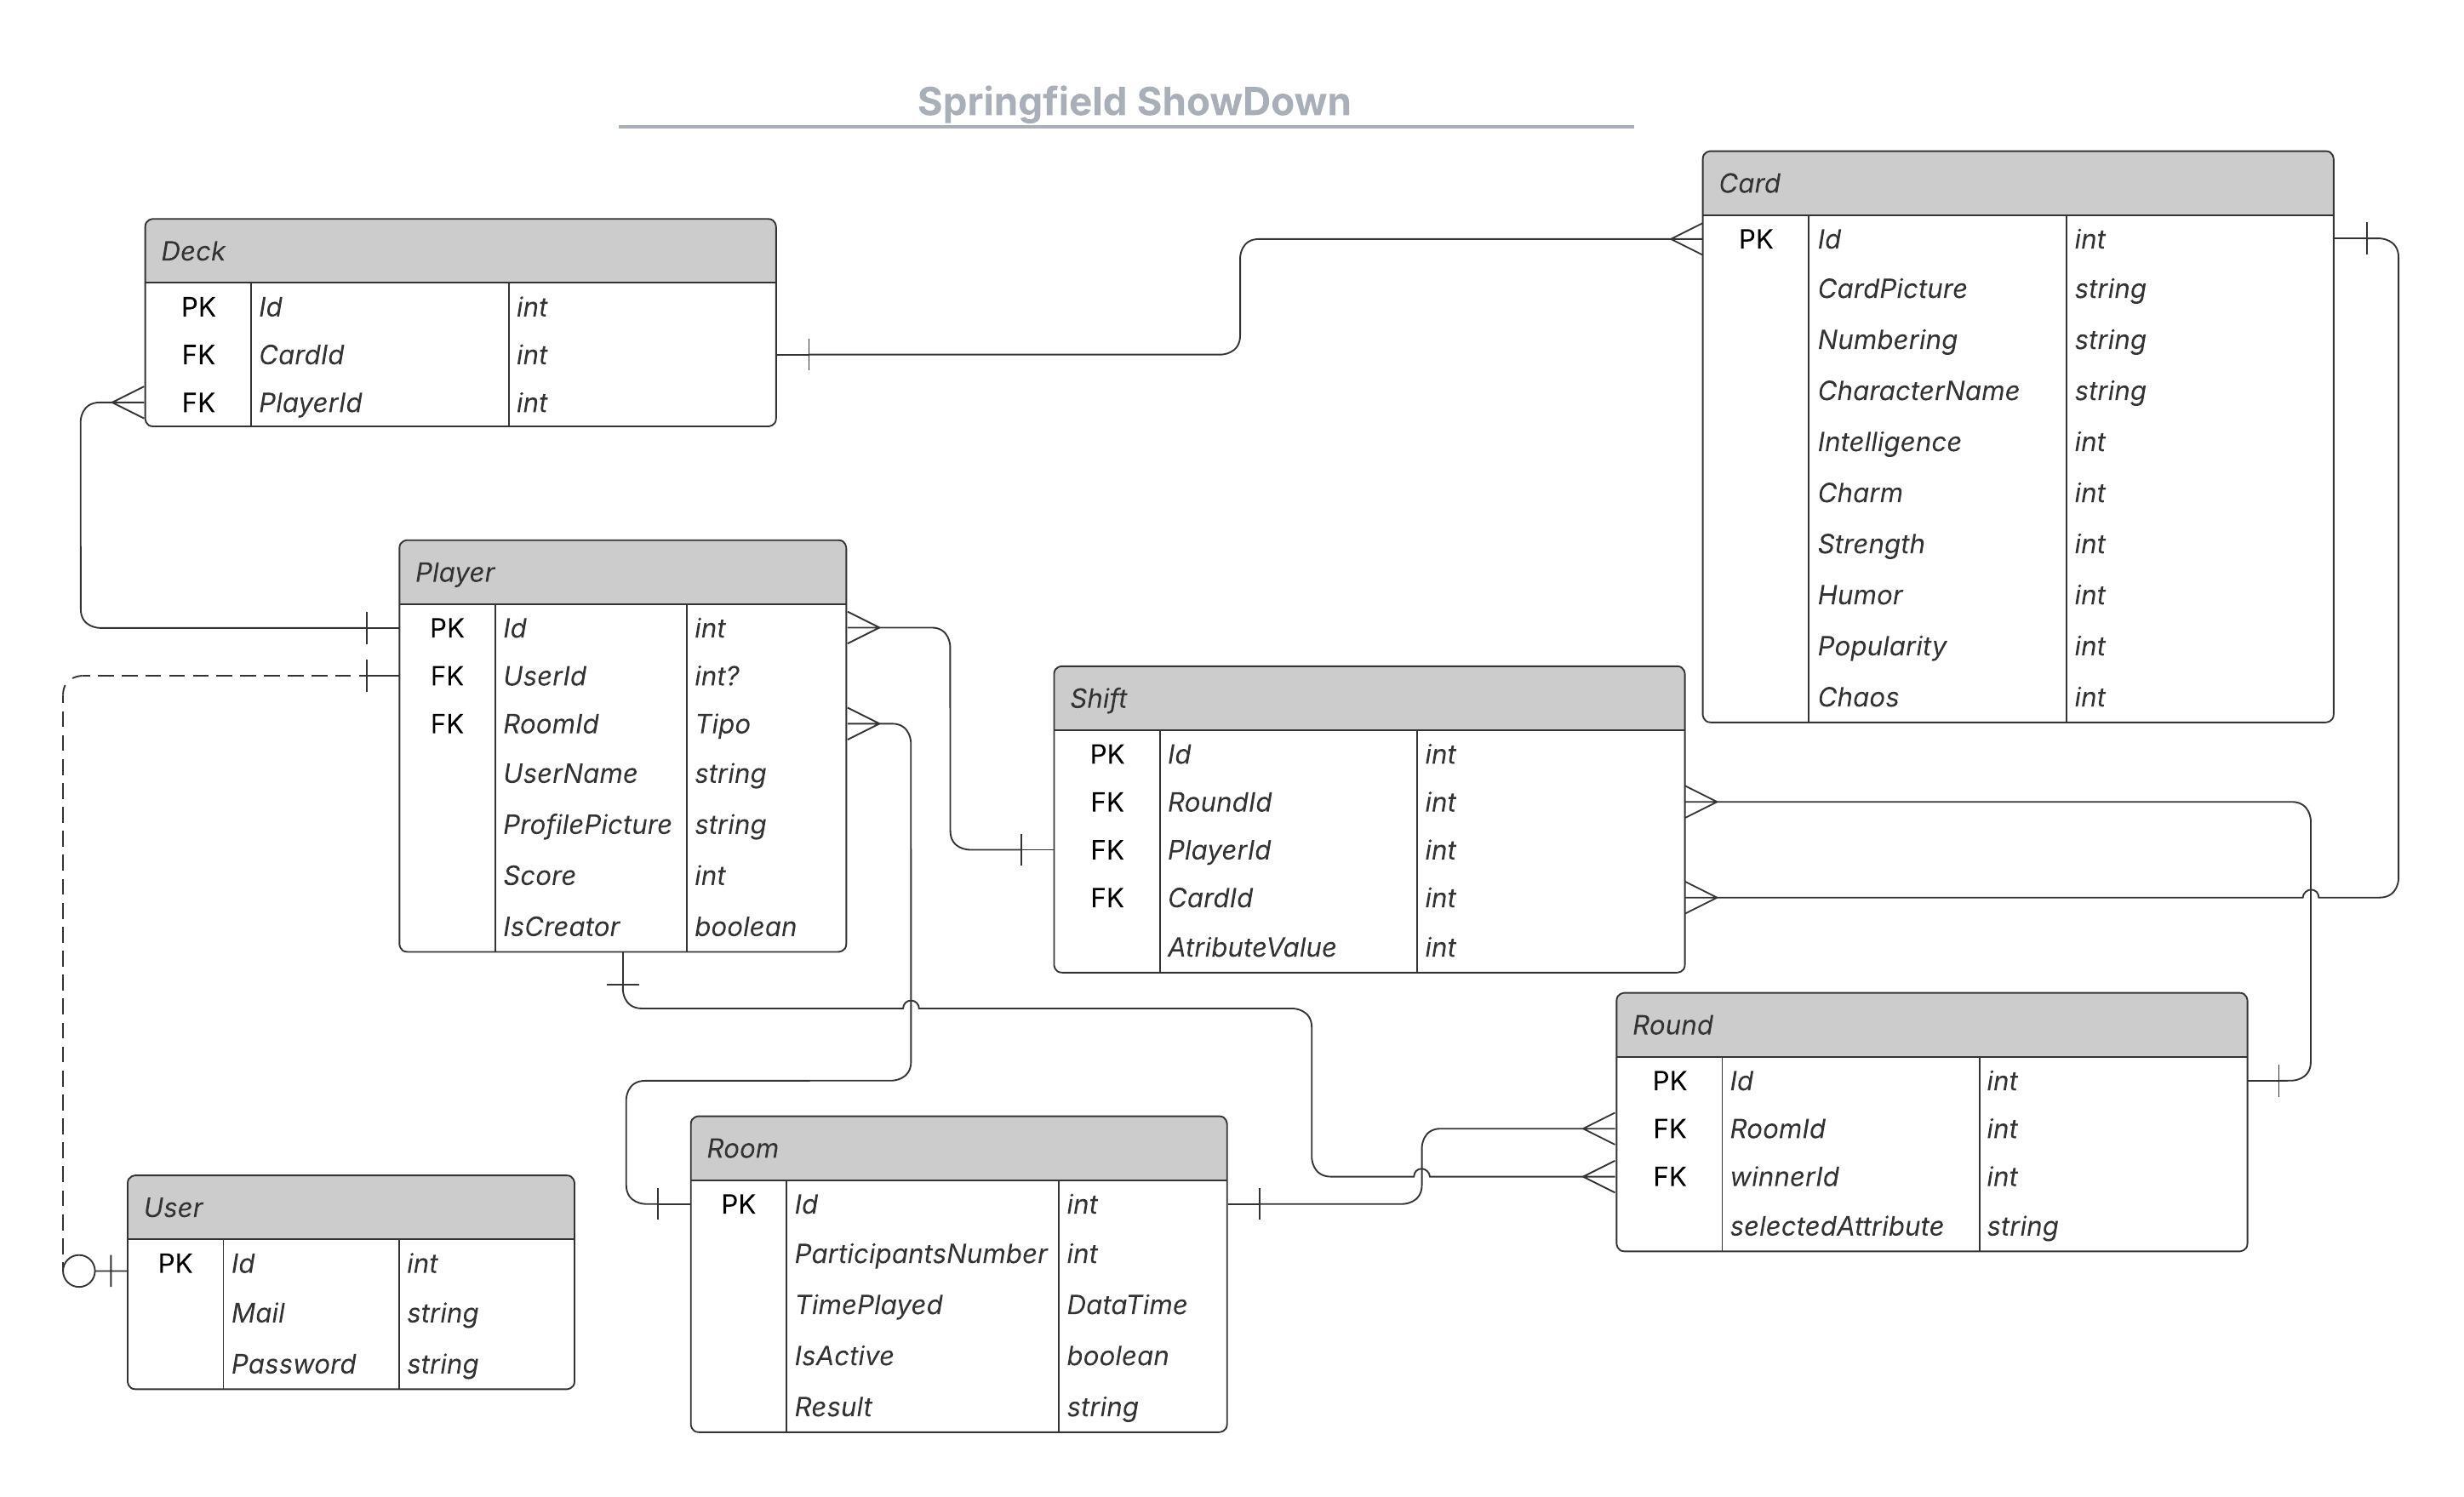 Springfield ShowDown
Deck
PK Id int
FK CardId int
FK PlayerId int
Card
PK Id int
CardPicture string
Numbering string
CharacterName string
Intelligence int
Charm int
Strength int
Humor int
Popularity int
Chaos int
Player
PK Id int
FK UserId int?
FK RoomId Tipo
UserName string
ProfilePicture string
Score int
IsCreator boolean
Shift
PK Id int
FK RoundId int
FK PlayerId int
FK CardId int
AtributeValue int
Round
PK Id int
FK RoomId int
FK winnerId int
selectedAttribute string
Room
PK Id int
ParticipantsNumber int
TimePlayed DataTime
IsActive boolean
Result string
User
PK Id int
Mail string
Password string